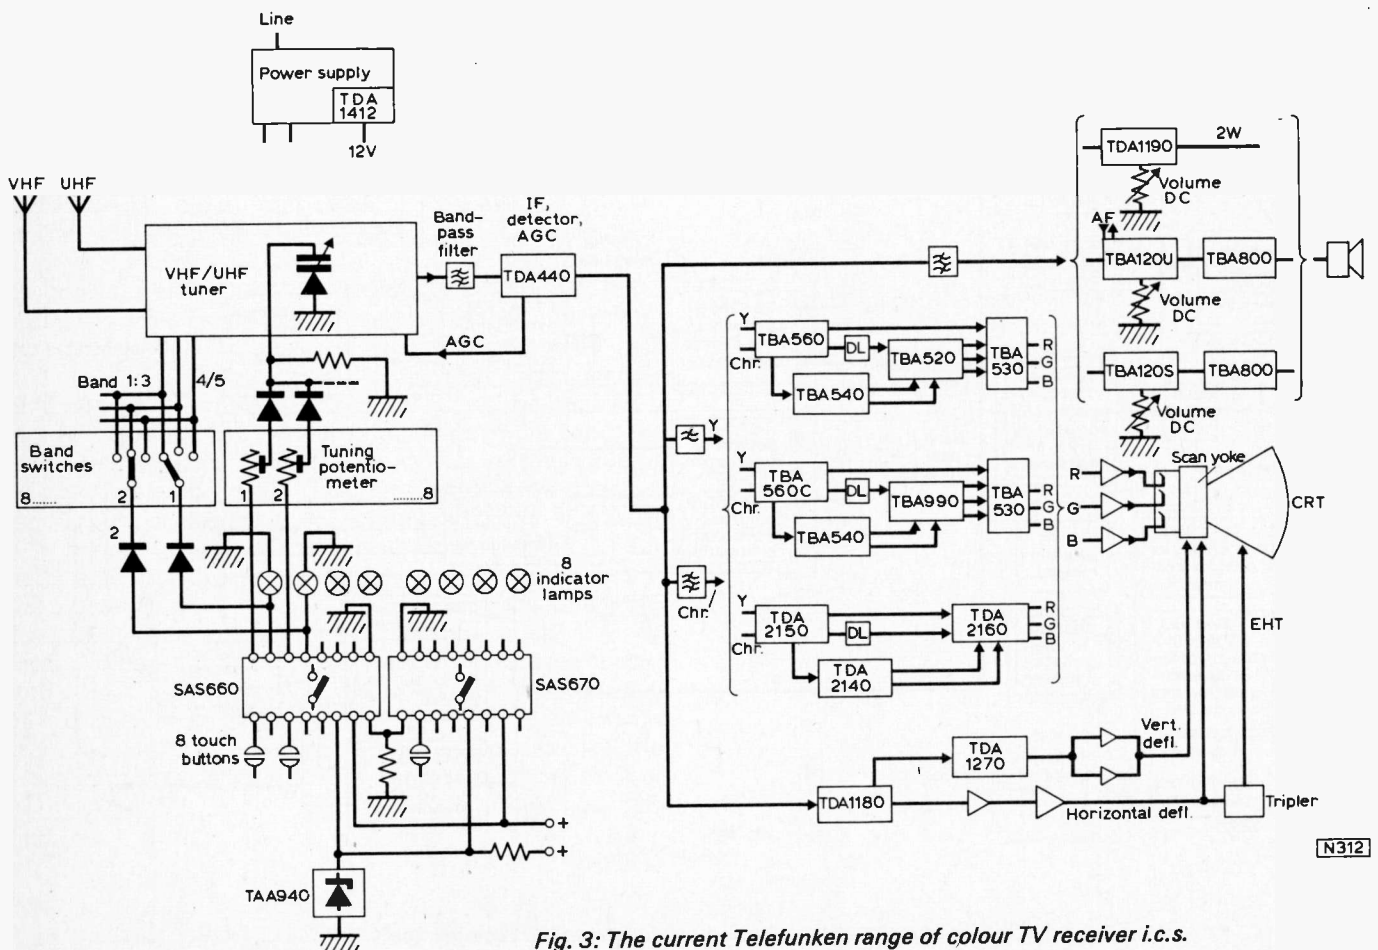 Line
Power supply
TDA
1412
12V
VHF
UHF
VHF/UHF
tuner
Band-
pass
filter
IF,
detector,
AGC
TDA440
AGC
Band 1:3
4/5
Band
switches
8......
2
1
Tuning
potentio-
meter
1
2
......8
2
8
indicator
lamps
SAS660
SAS670
8 touch
buttons
+
+
TAA940
TDA1190
2W
Volume
DC
AF
TBA120U
TBA800
Volume
DC
TBA120S
TBA800
Volume
DC
Y
Chr.
TBA560
DL
TBA520
TBA
530
R
G
B
TBA540
Y
Y
Chr.
TBA
560C
DL
TBA990
TBA
530
R
G
B
TBA540
Chr.
Y
Chr.
TDA
2150
DL
TDA
2160
R
G
B
TDA
2140
Scan yoke
R
G
B
CRT
EHT
Vert.
defl.
TDA
1270
TDA1180
Horizontal defl.
Tripler
N312
Fig. 3: The current Telefunken range of colour TV receiver i.c.s.